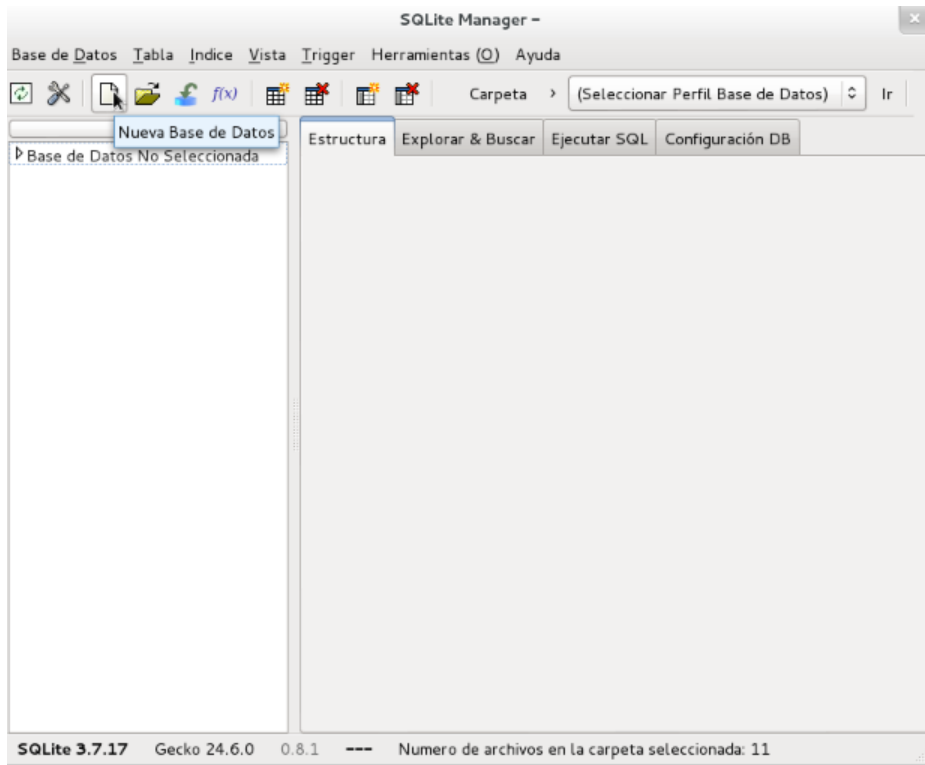 SQLite Manager –
Base de Datos Tabla Indice Vista Trigger Herramientas (O) Ayuda
f(x) Carpeta > (Seleccionar Perfil Base de Datos) Ir
Nueva Base de Datos
Base de Datos No Seleccionada
Estructura Explorar & Buscar Ejecutar SQL Configuración DB
SQLite 3.7.17 Gecko 24.6.0 0.8.1 --- Numero de archivos en la carpeta seleccionada: 11